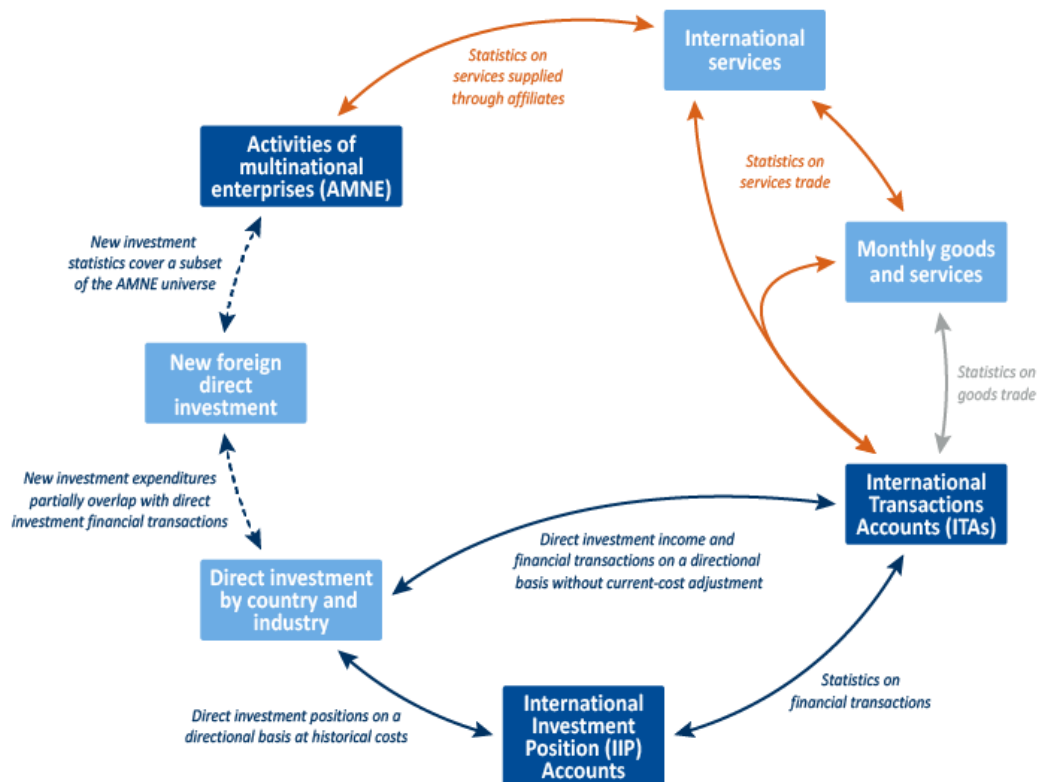 International
services
Statistics on
services supplied
through affiliates
Activities of
multinational
enterprises (AMNE)
Statistics on
services trade
New investment
statistics cover a subset
of the AMNE universe
Monthly goods
and services
New foreign
direct
investment
Statistics on
goods trade
New investment expenditures
partially overlap with direct
investment financial transactions
International
Transactions
Accounts (ITAs)
Direct investment income and
financial transactions on a directional
basis without current-cost adjustment
Direct investment
by country and
industry
Statistics on
financial transactions
Direct investment positions on a
directional basis at historical costs
International
Investment
Position (IIP)
Accounts